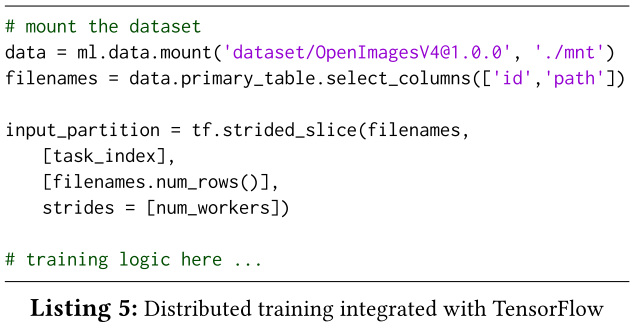 # mount the dataset
data = ml.data.mount('dataset/OpenImagesV4@1.0.0', './mnt')
filenames = data.primary_table.select_columns(['id','path'])
input_partition = tf.strided_slice(filenames,
    [task_index],
    [filenames.num_rows()],
    strides = [num_workers])
# training logic here ...
Listing 5: Distributed training integrated with TensorFlow